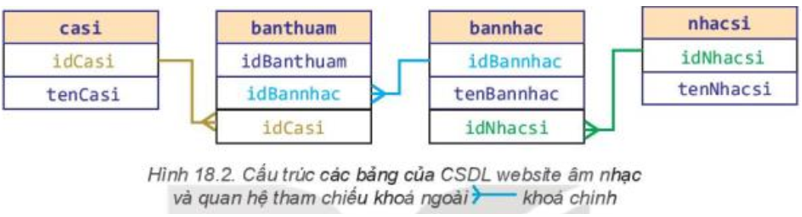 casi
idCasi
tenCasi
banthuam
idBanthuam
idBannhac
idCasi
bannhac
idBannhac
tenBannhac
idNhacsi
nhacsi
idNhacsi
tenNhacsi
Hình 18.2. Cấu trúc các bảng của CSDL website âm nhạc
và quan hệ tham chiếu khoá ngoài khoá chính